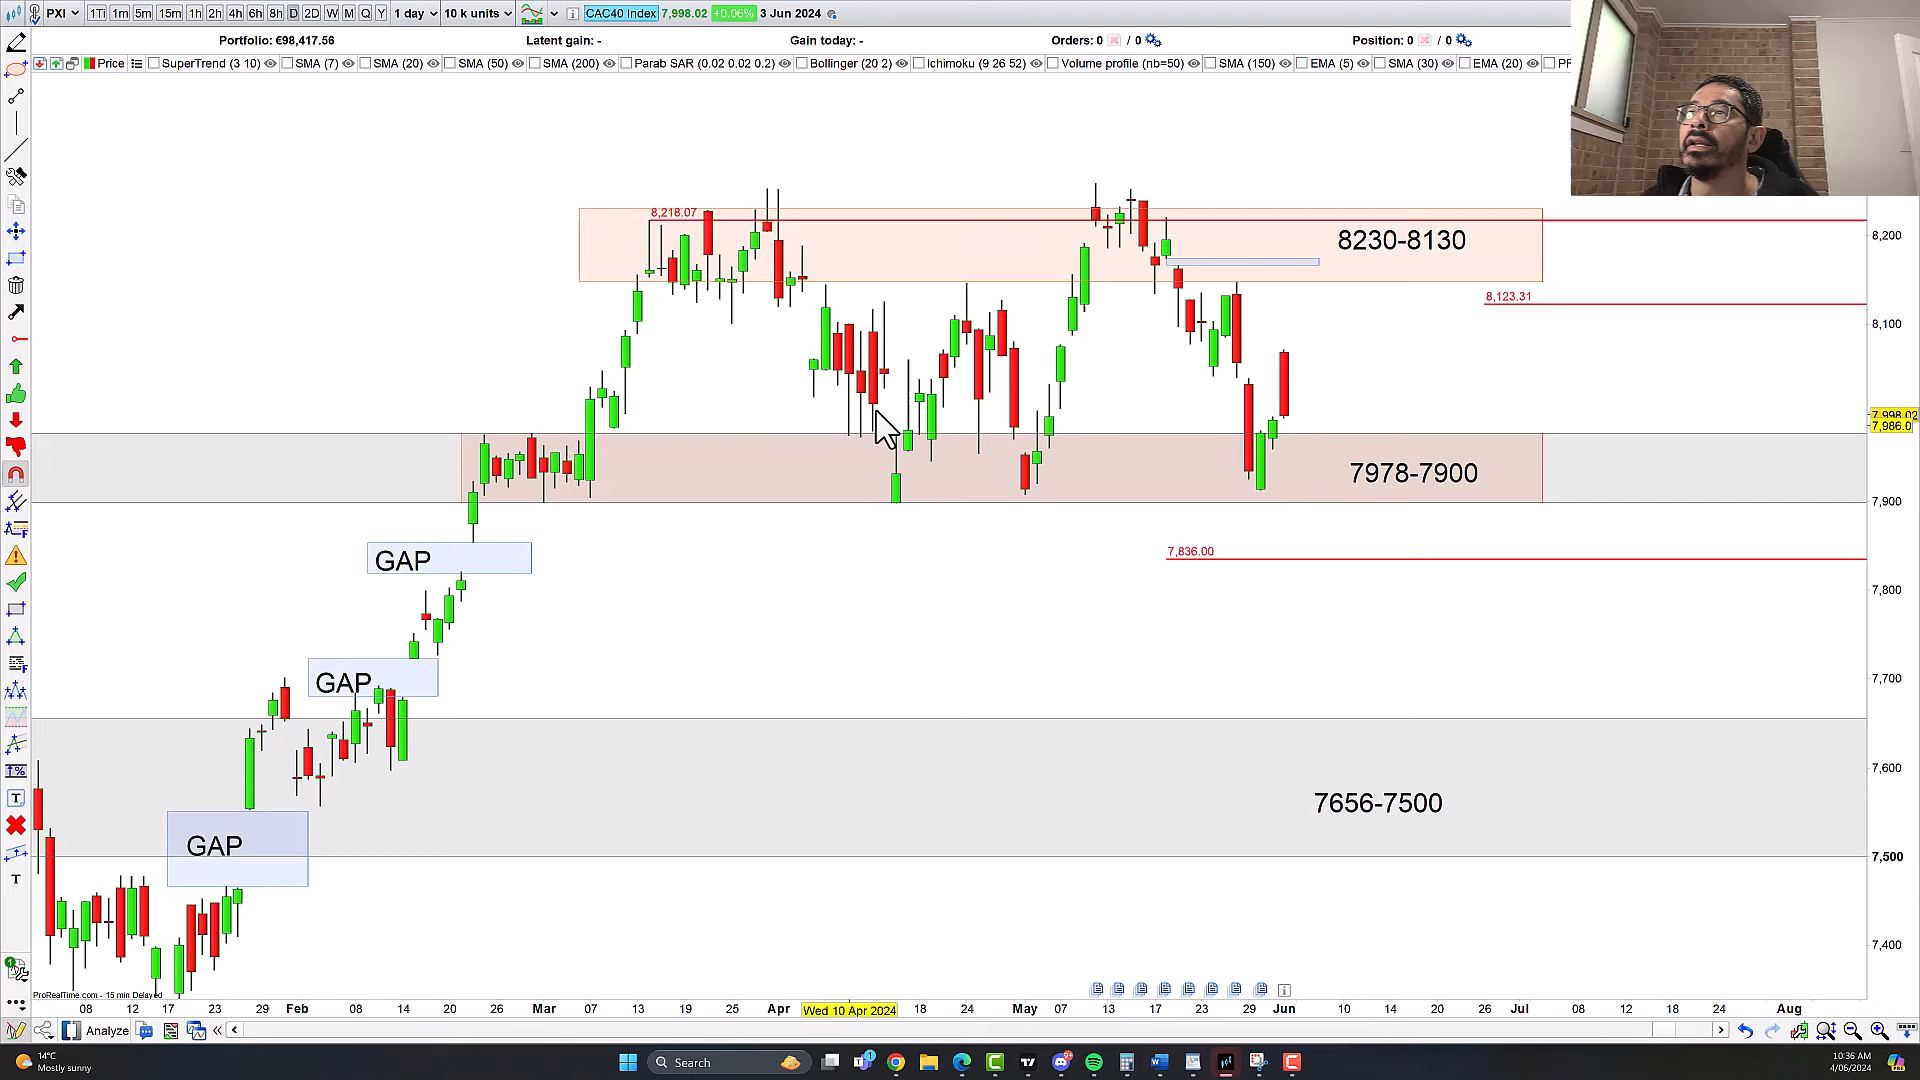 PXI 1Ti 1m 5m 15m 1h 2h 4h 6h 8h D 2D W M Q Y 1 day 10 k units CAC40 Index 7,998.02 +0.06% 3 Jun 2024
Portfolio: €98,417.56 Latent gain: - Gain today: - Orders: 0 / 0 Position: 0 / 0
Price SuperTrend (3 10) SMA (7) SMA (20) SMA (50) SMA (200) Parab SAR (0.02 0.02 0.2) Bollinger (20 2) Ichimoku (9 26 52) Volume profile (nb=50) SMA (150) EMA (5) SMA (30) EMA (20) PR
8,218.07
8230-8130
8,200
8,123.31
8,100
7,998.02
7,986.0
7978-7900
7,900
7,836.00
GAP
7,800
GAP
7,700
7,600
7656-7500
GAP
7,500
7,400
ProRealTime.com - 15 min Delayed
08 12 17 23 29 Feb 08 14 20 26 Mar 07 13 19 25 Apr Wed 10 Apr 2024 18 24 May 07 13 17 23 29 Jun 10 14 20 26 Jul 08 14 18 24 Aug
Analyze
14°C
Mostly sunny
Search
10:36 AM
4/06/2024